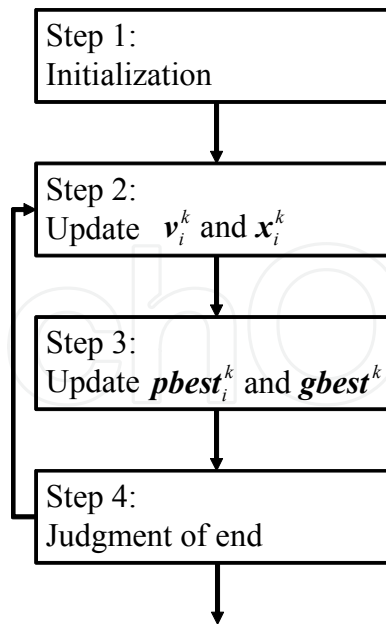 Step 1:
Initialization
Step 2:
Update v_i^k and x_i^k
Step 3:
Update pbest_i^k and gbest^k
Step 4:
Judgment of end